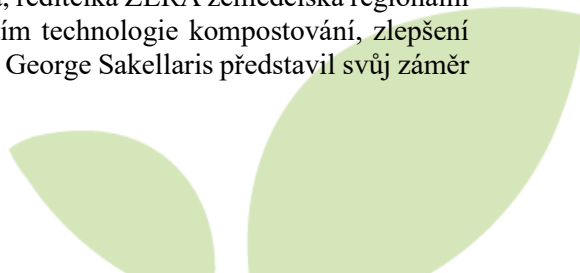 ředitelka ZERA zemědělská regionální
ím technologie kompostování, zlepšení
George Sakellaris představil svůj záměr